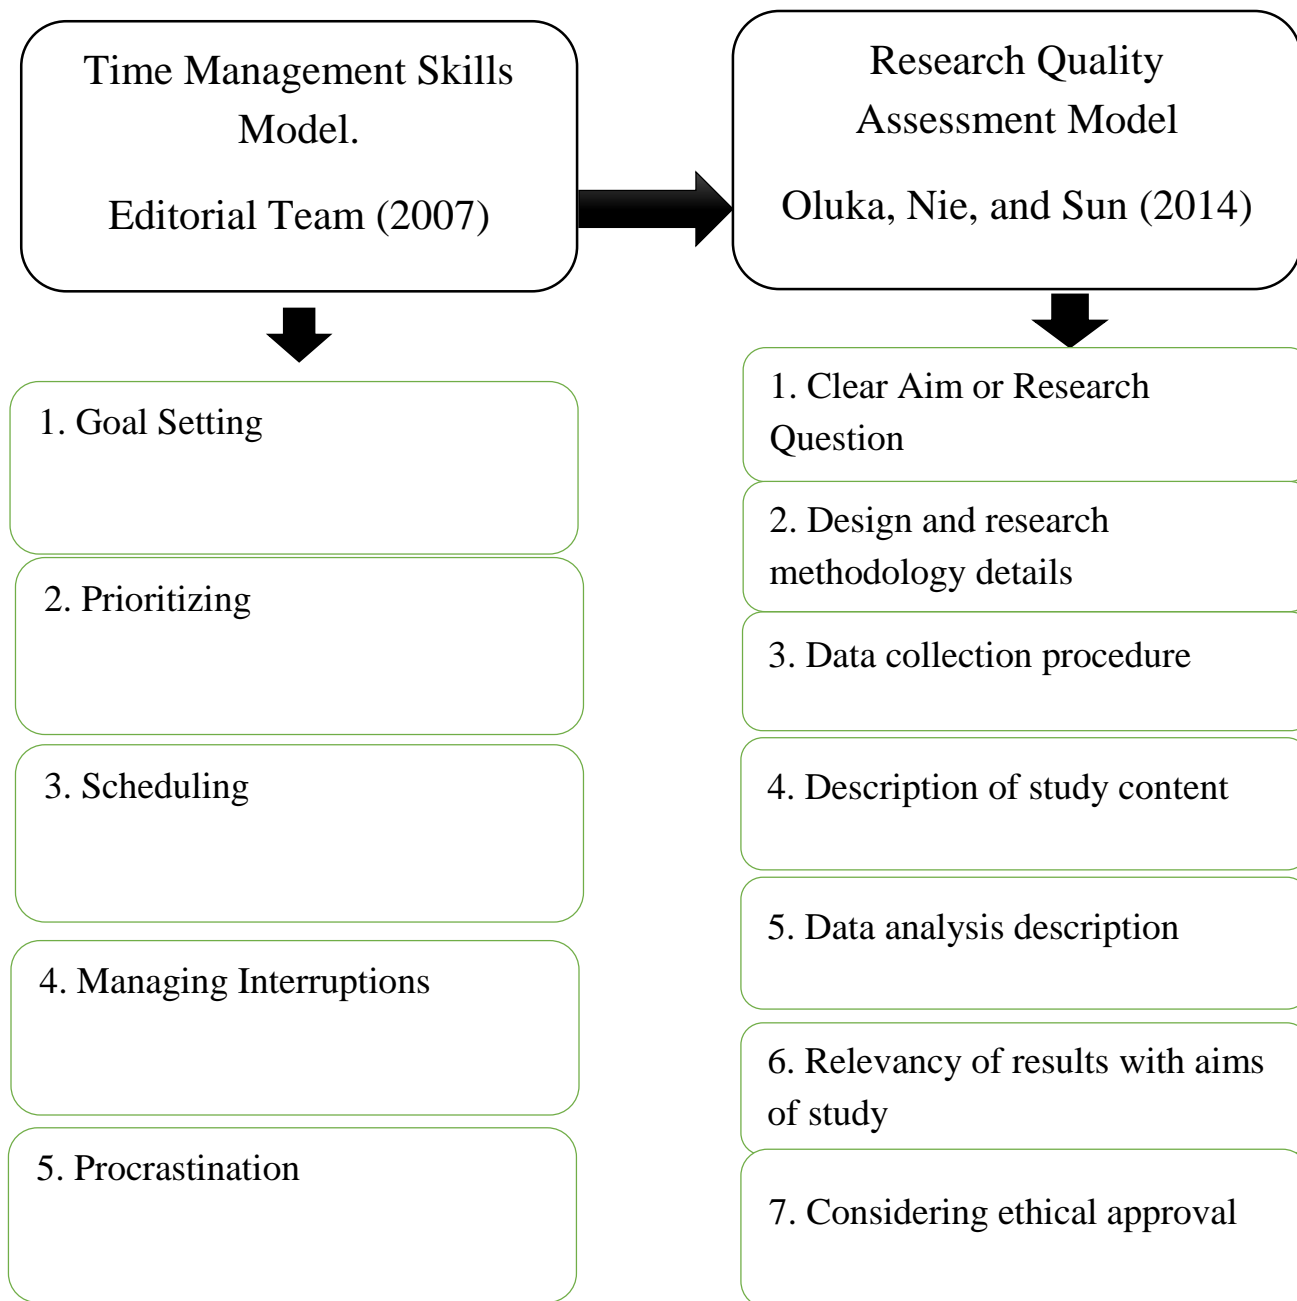 Time Management Skills
Model.
Editorial Team (2007)
Research Quality
Assessment Model
Oluka, Nie, and Sun (2014)
1. Goal Setting
2. Prioritizing
3. Scheduling
4. Managing Interruptions
5. Procrastination
1. Clear Aim or Research
Question
2. Design and research
methodology details
3. Data collection procedure
4. Description of study content
5. Data analysis description
6. Relevancy of results with aims
of study
7. Considering ethical approval